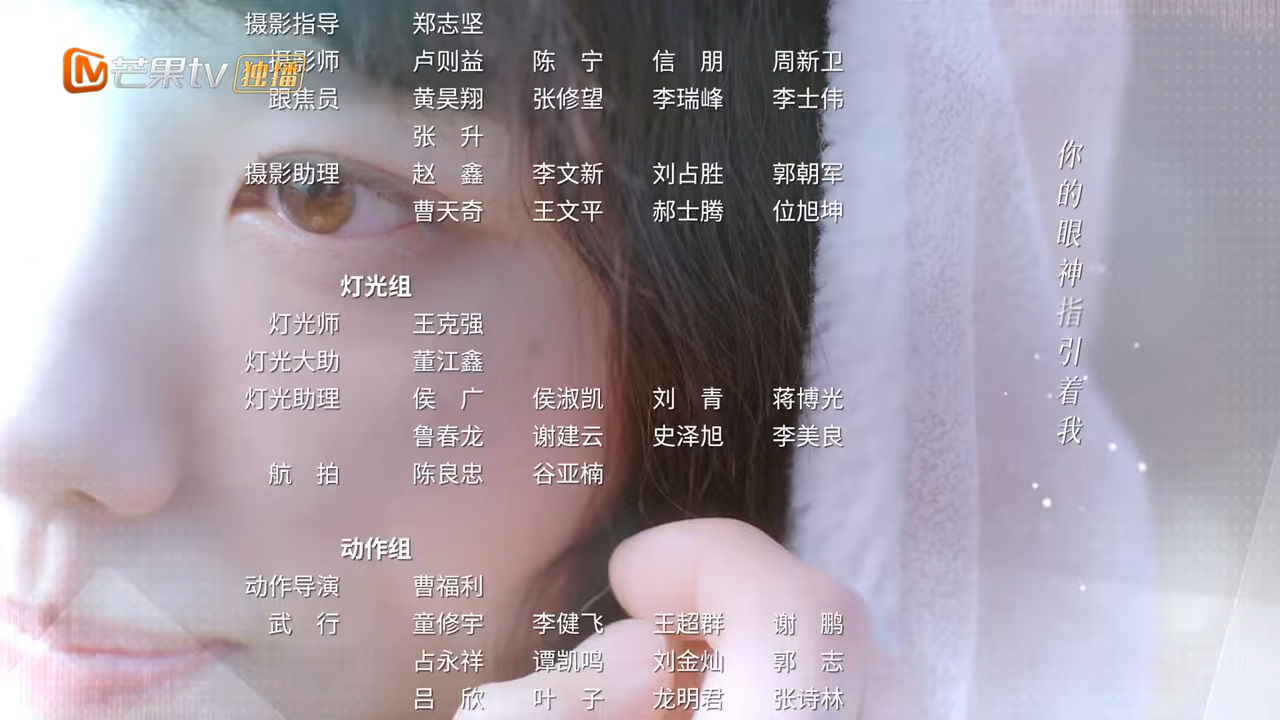 摄影指导 郑志坚
芒果tv 独播
摄影师 卢则益 陈宁 信朋 周新卫
跟焦员 黄昊翔 张修望 李瑞峰 李士伟
张升
摄影助理 赵鑫 李文新 刘占胜 郭朝军
曹天奇 王文平 郝士腾 位旭坤
灯光组
灯光师 王克强
灯光大助 董江鑫
灯光助理 侯广 侯淑凯 刘青 蒋博光
鲁春龙 谢建云 史泽旭 李美良
航拍 陈良忠 谷亚楠
动作组
动作导演 曹福利
武行 童修宇 李健飞 王超群 谢鹏
占永祥 谭凯鸣 刘金灿 郭志
吕欣 叶子 龙明君 张诗林
你的眼神指引着我